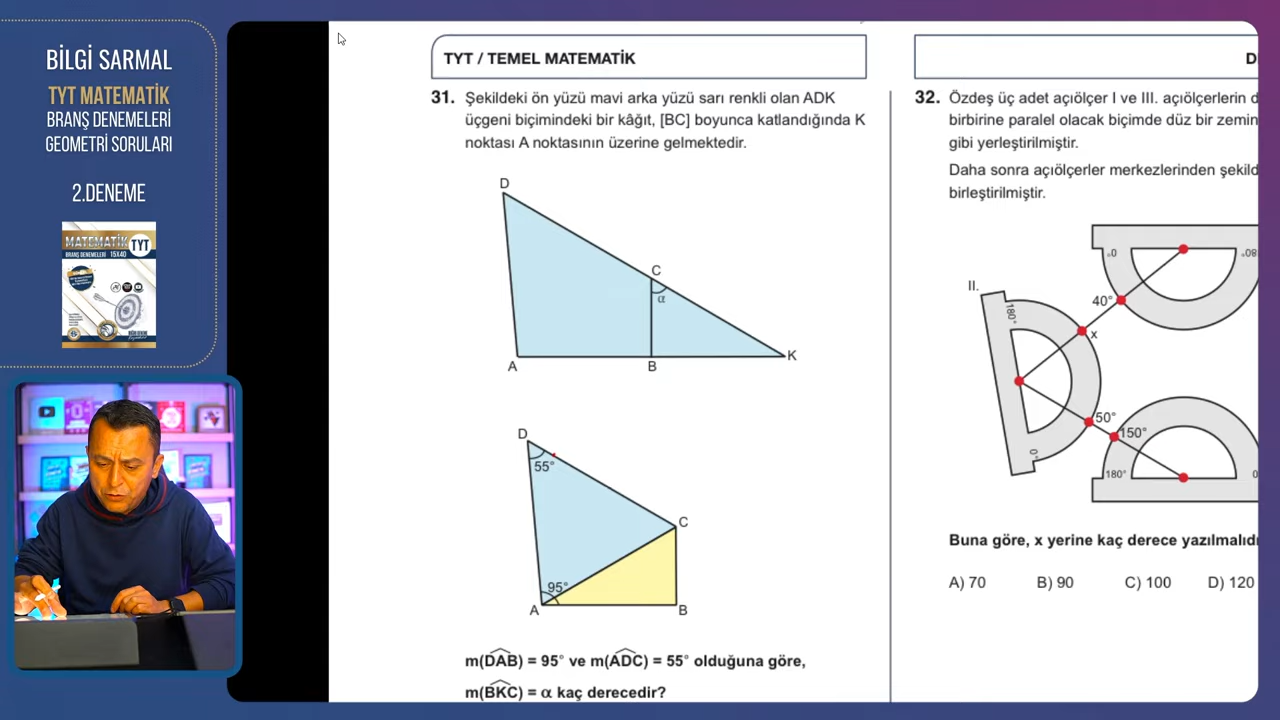 BİLGİ SARMAL
TYT MATEMATİK
BRANŞ DENEMELERİ
GEOMETRİ SORULARI
2.DENEME
MATEMATİK TYT
BRANŞ DENEMELERİ 15X40
TYT / TEMEL MATEMATİK
31. Şekildeki ön yüzü mavi arka yüzü sarı renkli olan ADK
üçgeni biçimindeki bir kâğıt, [BC] boyunca katlandığında K
noktası A noktasının üzerine gelmektedir.
D
C
α
A
B
K
D
55°
C
95°
A
B
m(DAB) = 95° ve m(ADC) = 55° olduğuna göre,
m(BKC) = α kaç derecedir?
D
32. Özdeş üç adet açıölçer I ve III. açıölçerlerin d
birbirine paralel olacak biçimde düz bir zemin
gibi yerleştirilmiştir.
Daha sonra açıölçerler merkezlerinden şekild
birleştirilmiştir.
0°
180°
II.
40°
180°
x
50°
150°
0°
180°
0
Buna göre, x yerine kaç derece yazılmalıdı
A) 70 B) 90 C) 100 D) 120